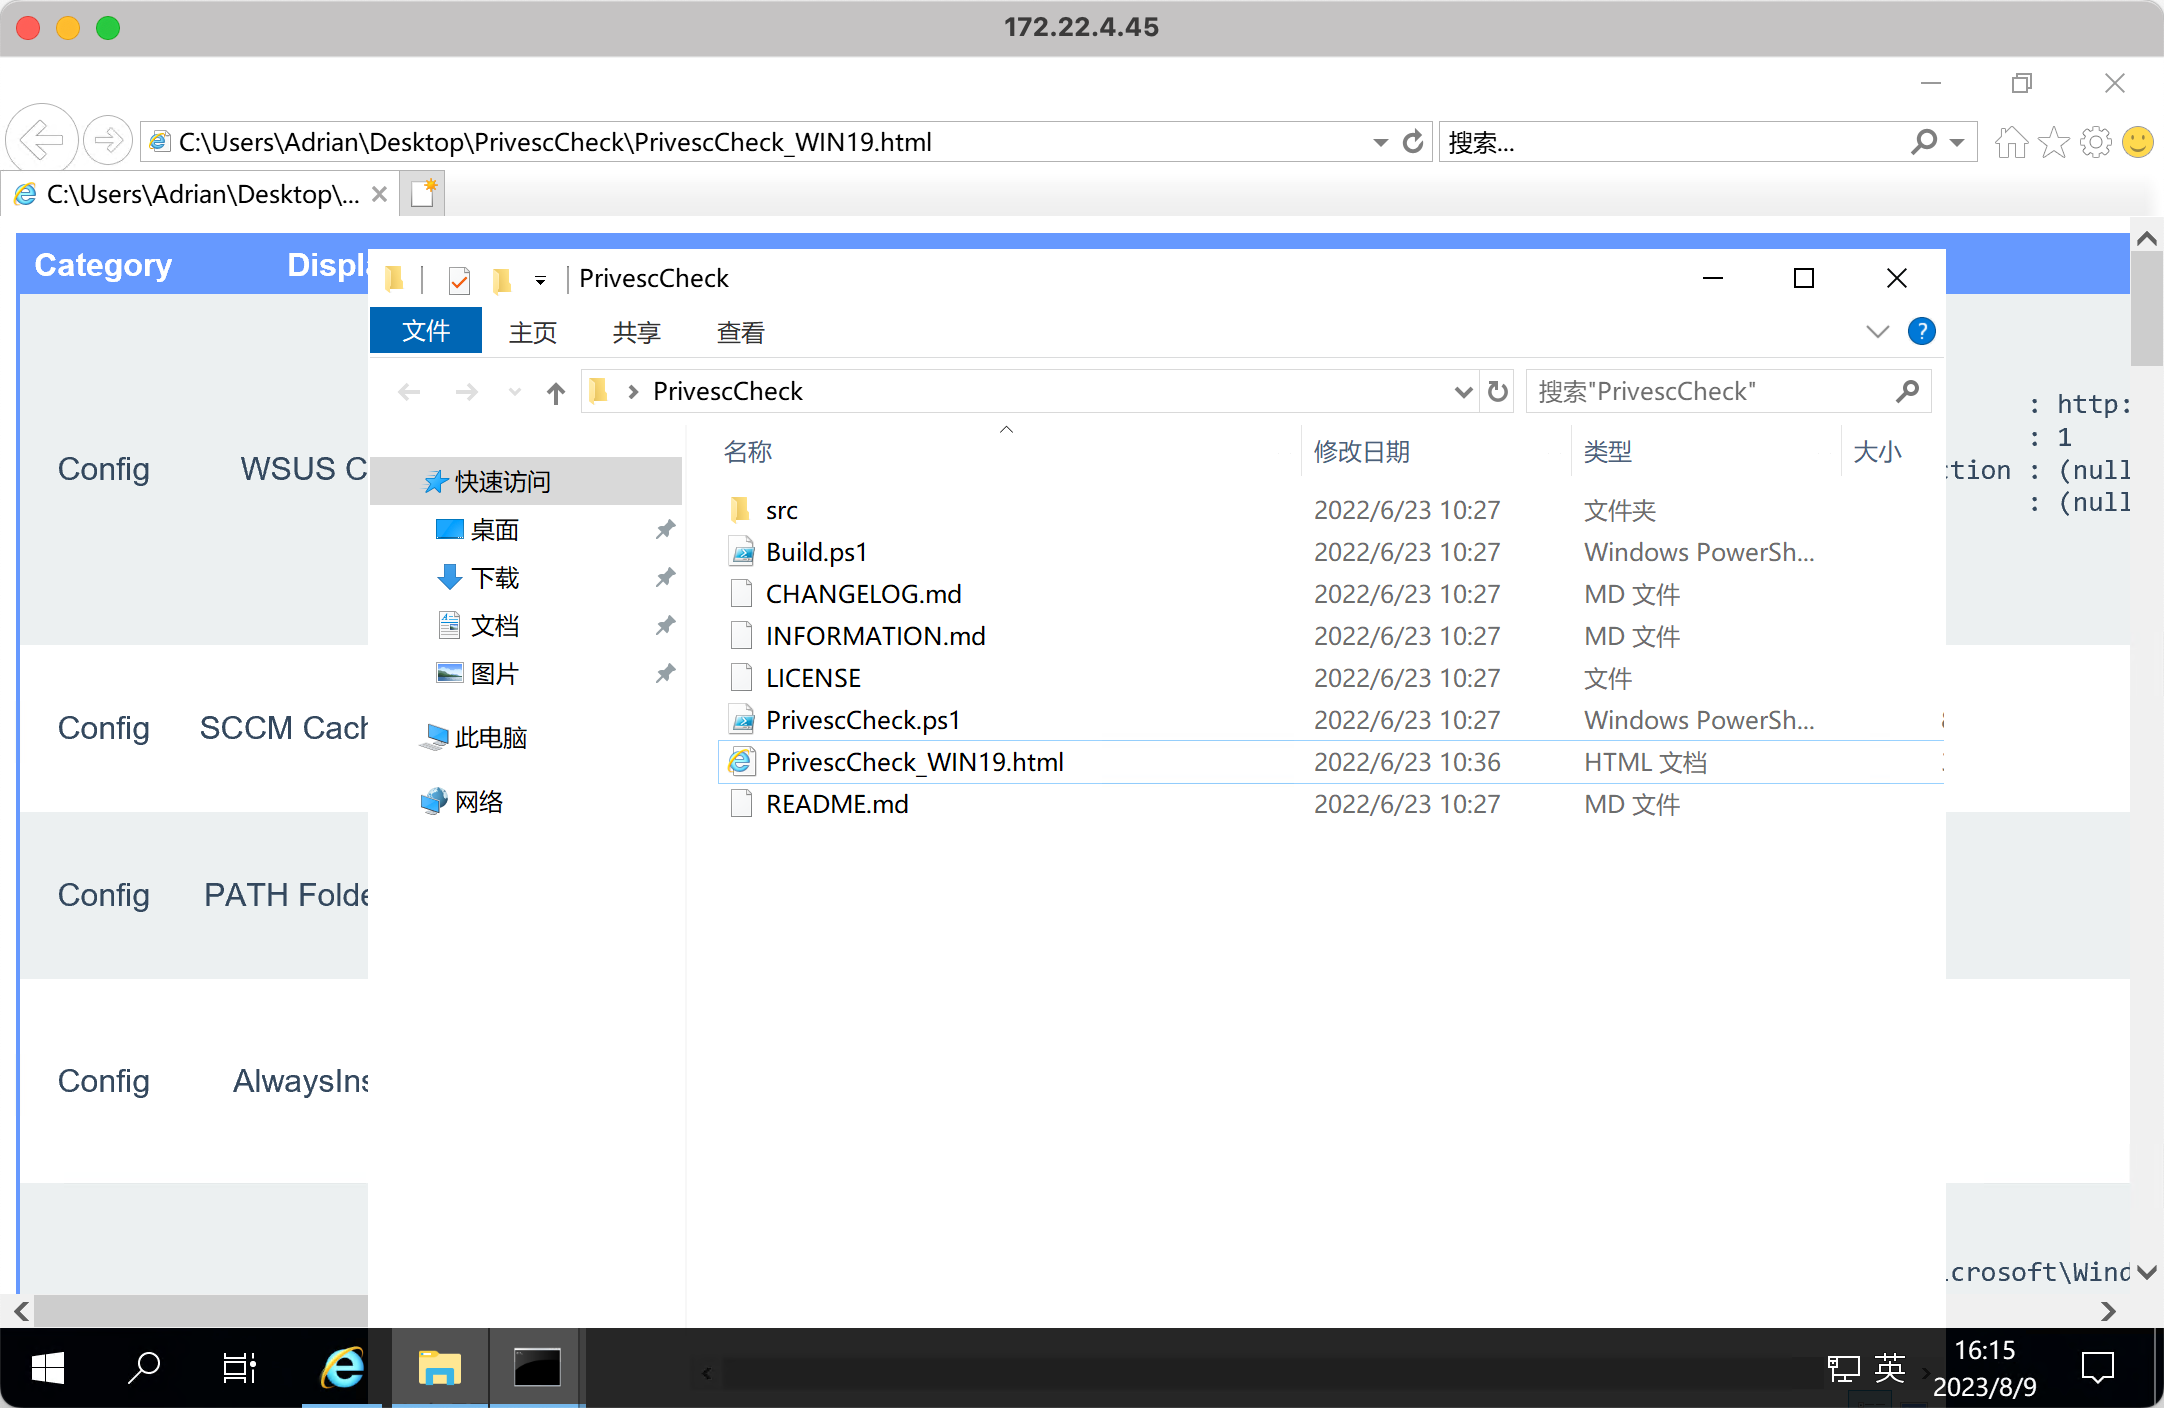 172.22.4.45
C:\Users\Adrian\Desktop\PrivescCheck\PrivescCheck_WIN19.html
搜索...
C:\Users\Adrian\Desktop\...
Category
Displ
PrivescCheck
文件 主页 共享 查看
PrivescCheck
搜索"PrivescCheck"
名称 修改日期 类型 大小
快速访问
桌面
下载
文档
图片
此电脑
网络
src 2022/6/23 10:27 文件夹
Build.ps1 2022/6/23 10:27 Windows PowerSh...
CHANGELOG.md 2022/6/23 10:27 MD 文件
INFORMATION.md 2022/6/23 10:27 MD 文件
LICENSE 2022/6/23 10:27 文件
PrivescCheck.ps1 2022/6/23 10:27 Windows PowerSh...
PrivescCheck_WIN19.html 2022/6/23 10:36 HTML 文档
README.md 2022/6/23 10:27 MD 文件
Config WSUS C
: http:
: 1
ction : (null
: (null
Config SCCM Cach
Config PATH Folde
Config AlwaysIns
icrosoft\Wind
英
16:15
2023/8/9